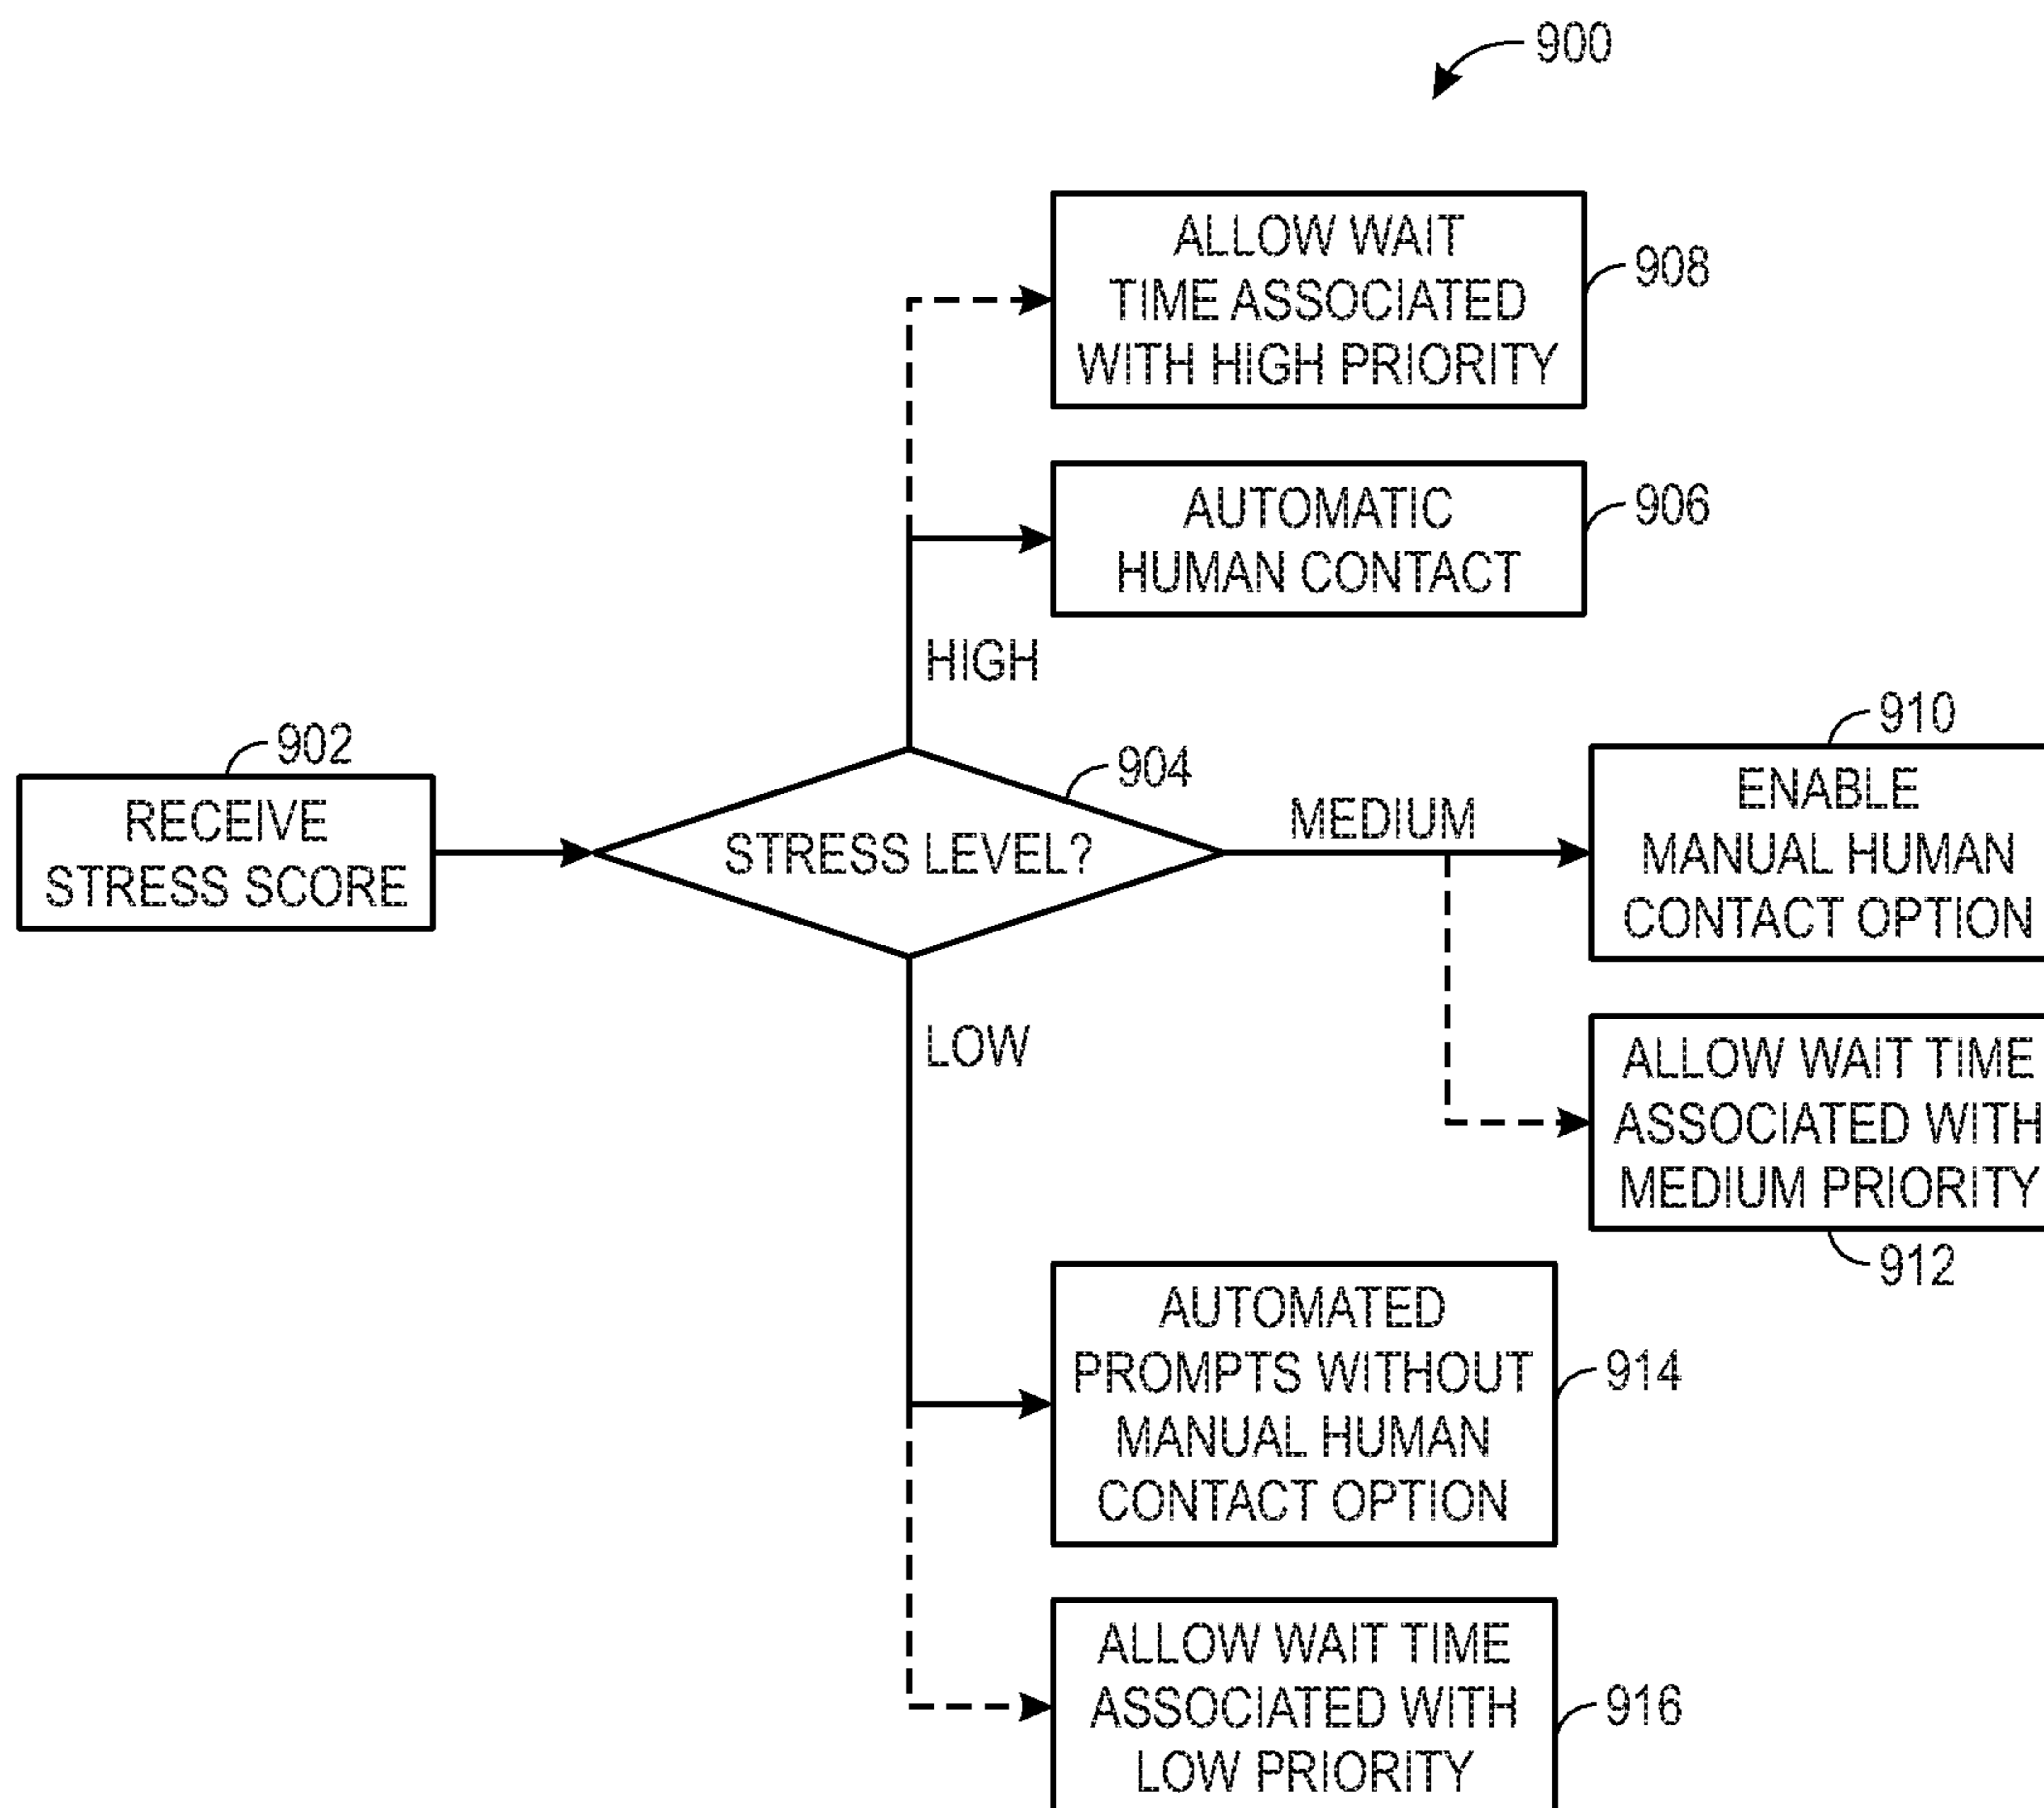 900
ALLOW WAIT
TIME ASSOCIATED
WITH HIGH PRIORITY
908
AUTOMATIC
HUMAN CONTACT
906
HIGH
902
RECEIVE
STRESS SCORE
904
STRESS LEVEL?
MEDIUM
910
ENABLE
MANUAL HUMAN
CONTACT OPTION
LOW
ALLOW WAIT TIME
ASSOCIATED WITH
MEDIUM PRIORITY
912
AUTOMATED
PROMPTS WITHOUT
MANUAL HUMAN
CONTACT OPTION
914
ALLOW WAIT TIME
ASSOCIATED WITH
LOW PRIORITY
916